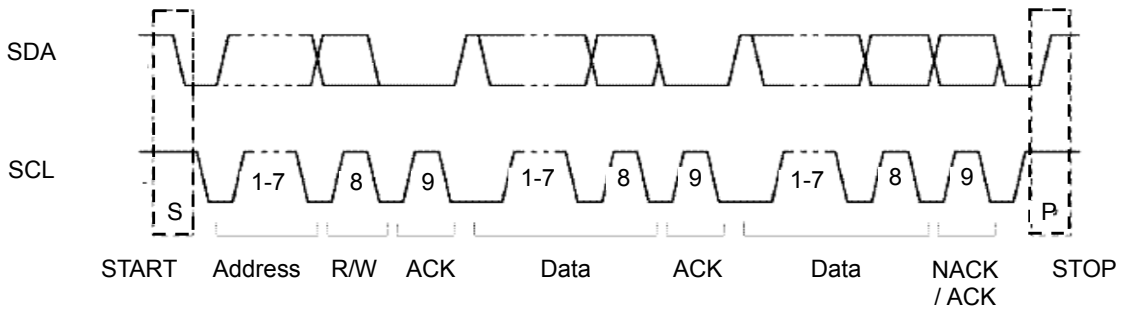 SDA
SCL
1-7 8 9 1-7 8 9 1-7 8 9
S P
START Address R/W ACK Data ACK Data NACK / ACK STOP